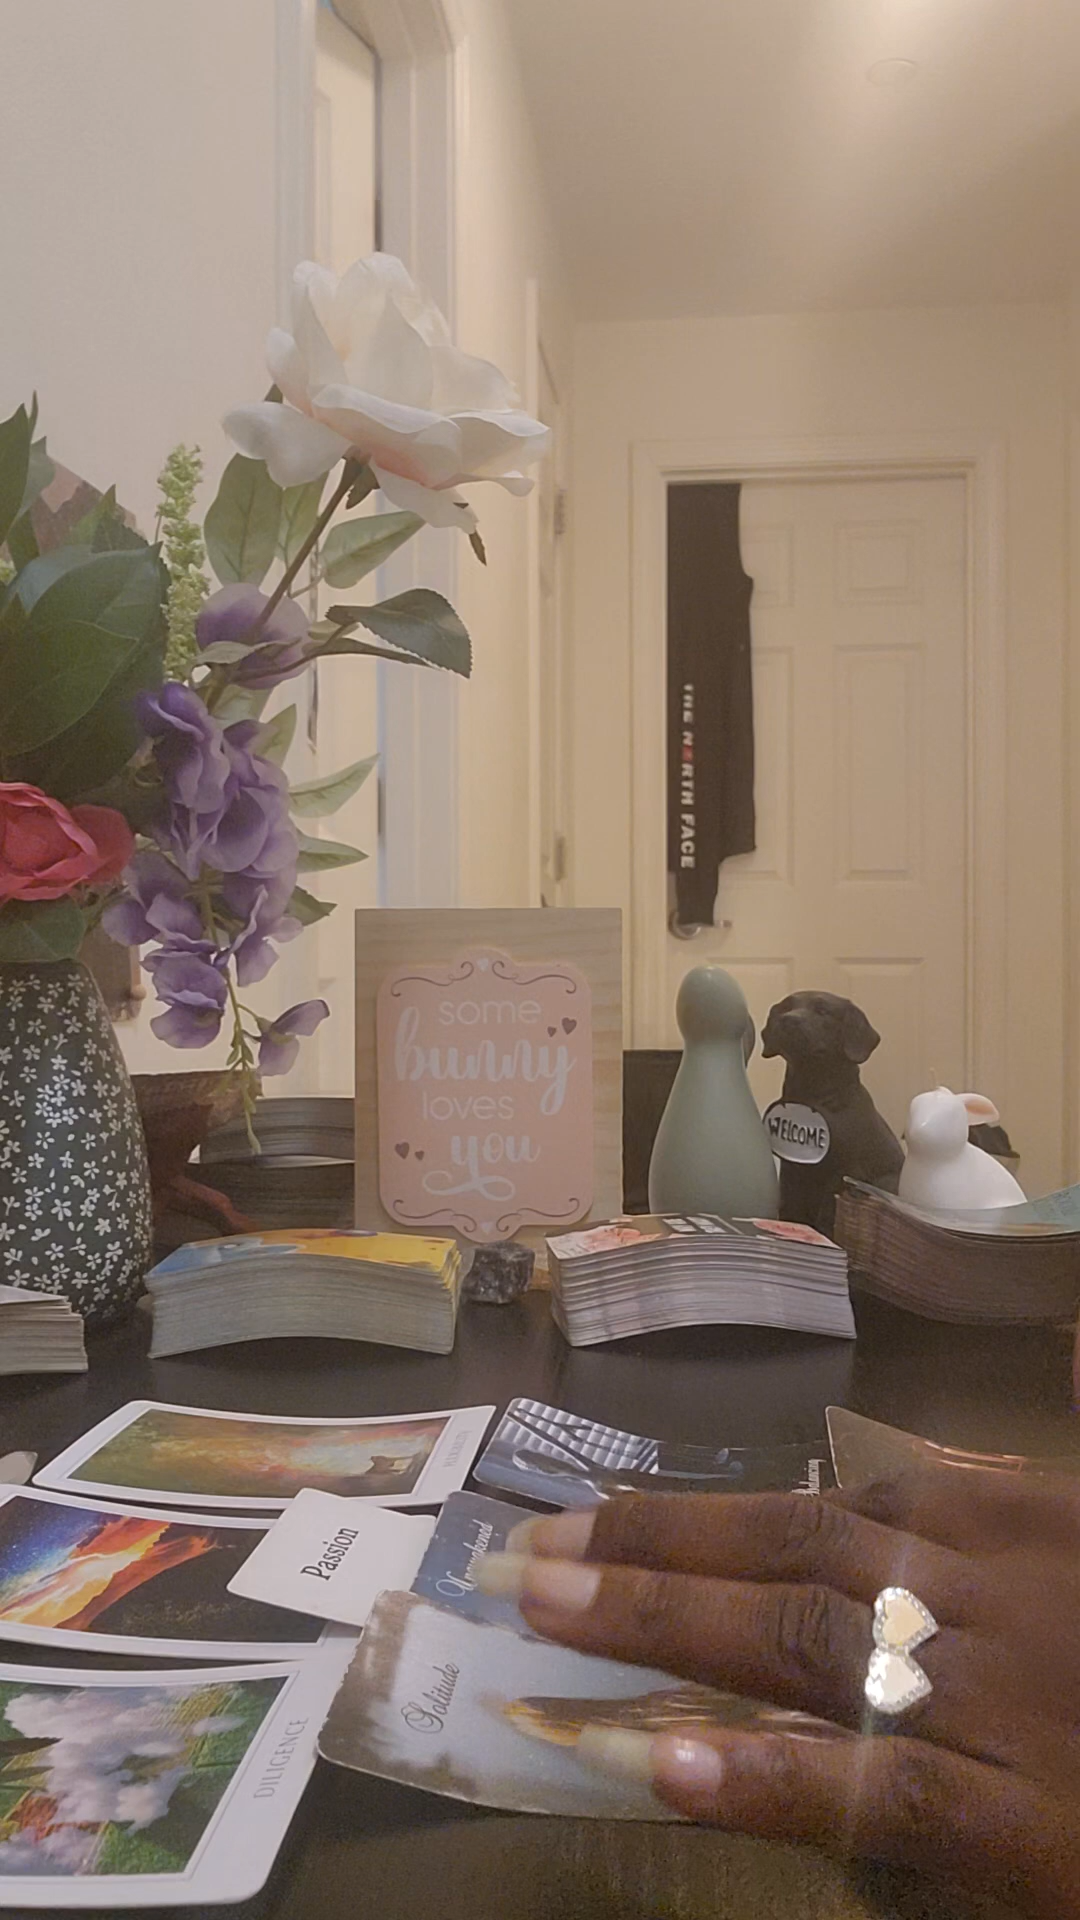 THE NORTH FACE
some
bunny
loves
you
WELCOME
Passion
Unawakened
Solitude
DILIGENCE